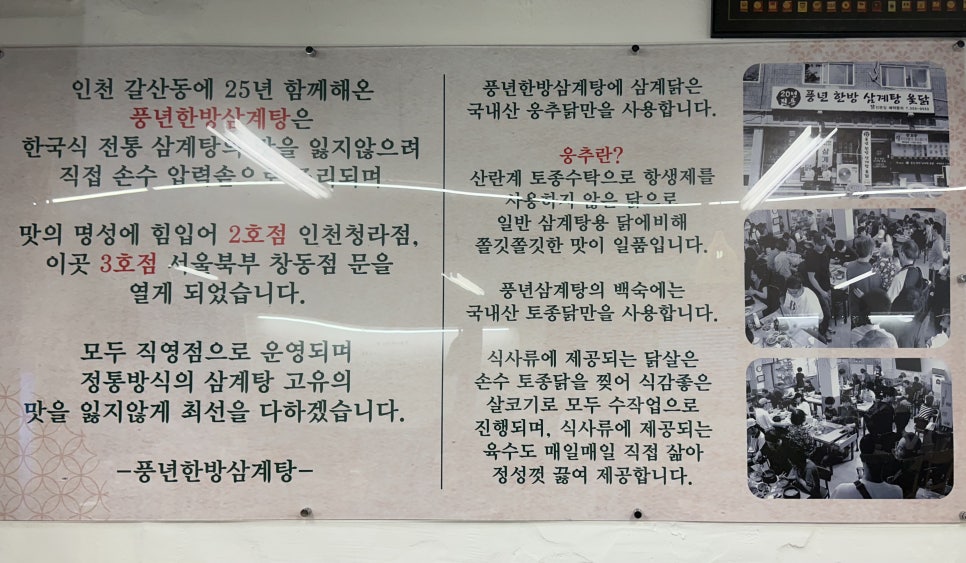 인천 갈산동에 25년 함께해온
풍년한방삼계탕은
한국식 전통 삼계탕의 맛을 잃지않으려
직접 손수 압력솥으로 조리되며
맛의 명성에 힘입어 2호점 인천청라점,
이곳 3호점 서울북부 창동점 문을
열게 되었습니다.
모두 직영점으로 운영되며
정통방식의 삼계탕 고유의
맛을 잃지않게 최선을 다하겠습니다.
-풍년한방삼계탕-
풍년한방삼계탕에 삼계닭은
국내산 웅추닭만을 사용합니다.
웅추란?
산란계 토종수탁으로 항생제를
사용하지 않은 닭으로
일반 삼계탕용 닭에비해
쫄깃쫄깃한 맛이 일품입니다.
풍년삼계탕의 백숙에는
국내산 토종닭만을 사용합니다.
식사류에 제공되는 닭살은
손수 토종닭을 찢어 식감좋은
살코기로 모두 수작업으로
진행되며, 식사류에 제공되는
육수도 매일매일 직접 삶아
정성껏 끓여 제공합니다.
20년
전통
풍년 한방 삼계탕 옻닭
삼계탕